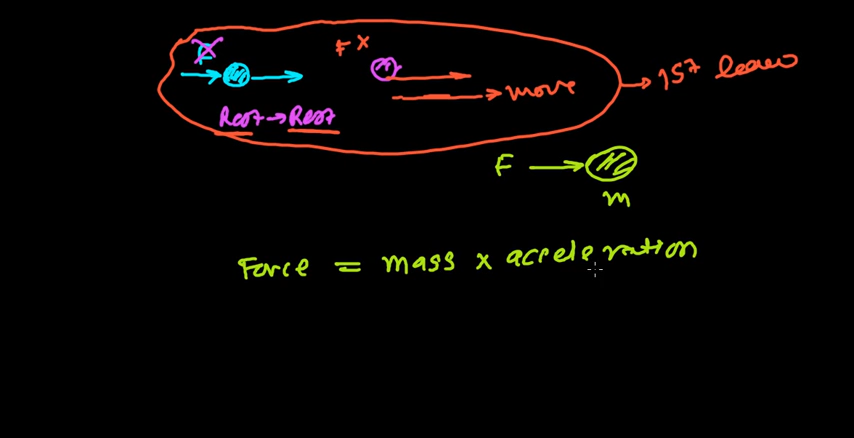 F
F x
Rest → Rest
move
1st law
F
m
Force = mass x acceleration